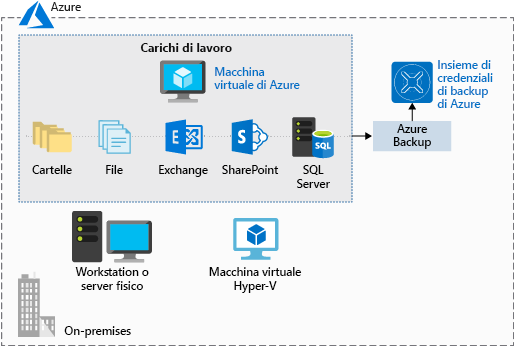 Azure
Carichi di lavoro
Macchina
virtuale di Azure
Insieme di
credenziali
di backup
di Azure
Azure
Backup
Cartelle
File
Exchange
SharePoint
SQL
Server
SQL
Workstation o
server fisico
Macchina virtuale
Hyper-V
On-premises